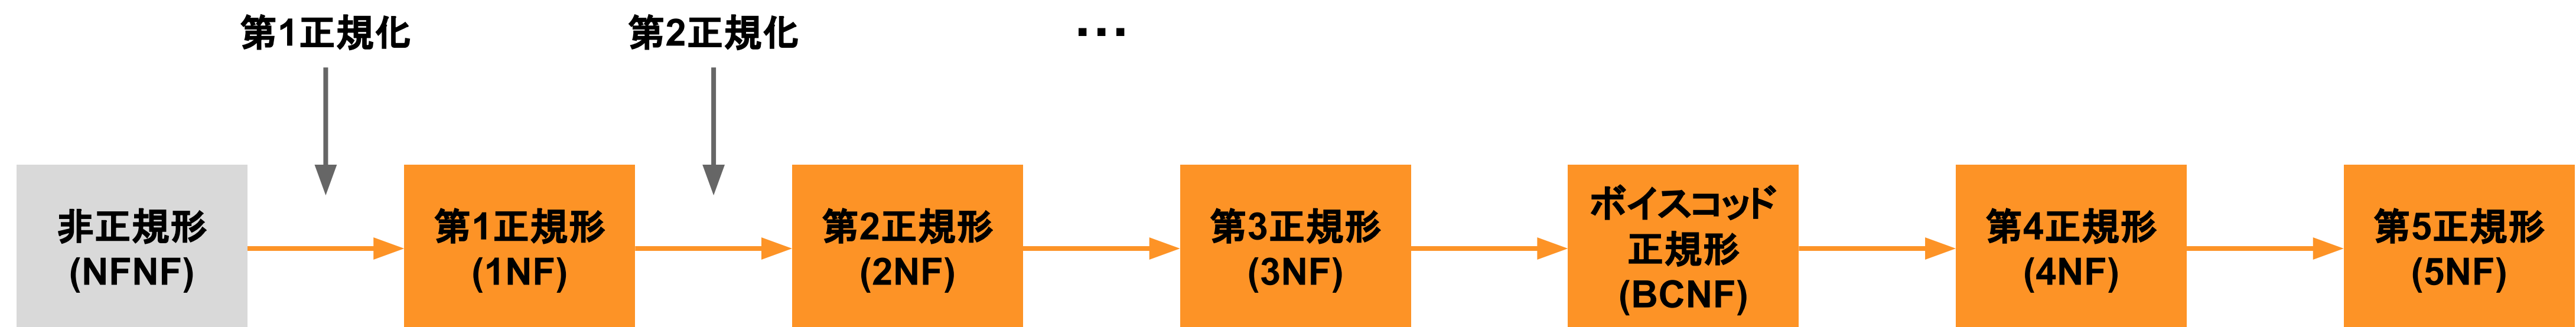 第1正規化
第2正規化
…
非正規形
(NFNF)
第1正規形
(1NF)
第2正規形
(2NF)
第3正規形
(3NF)
ボイスコッド
正規形
(BCNF)
第4正規形
(4NF)
第5正規形
(5NF)